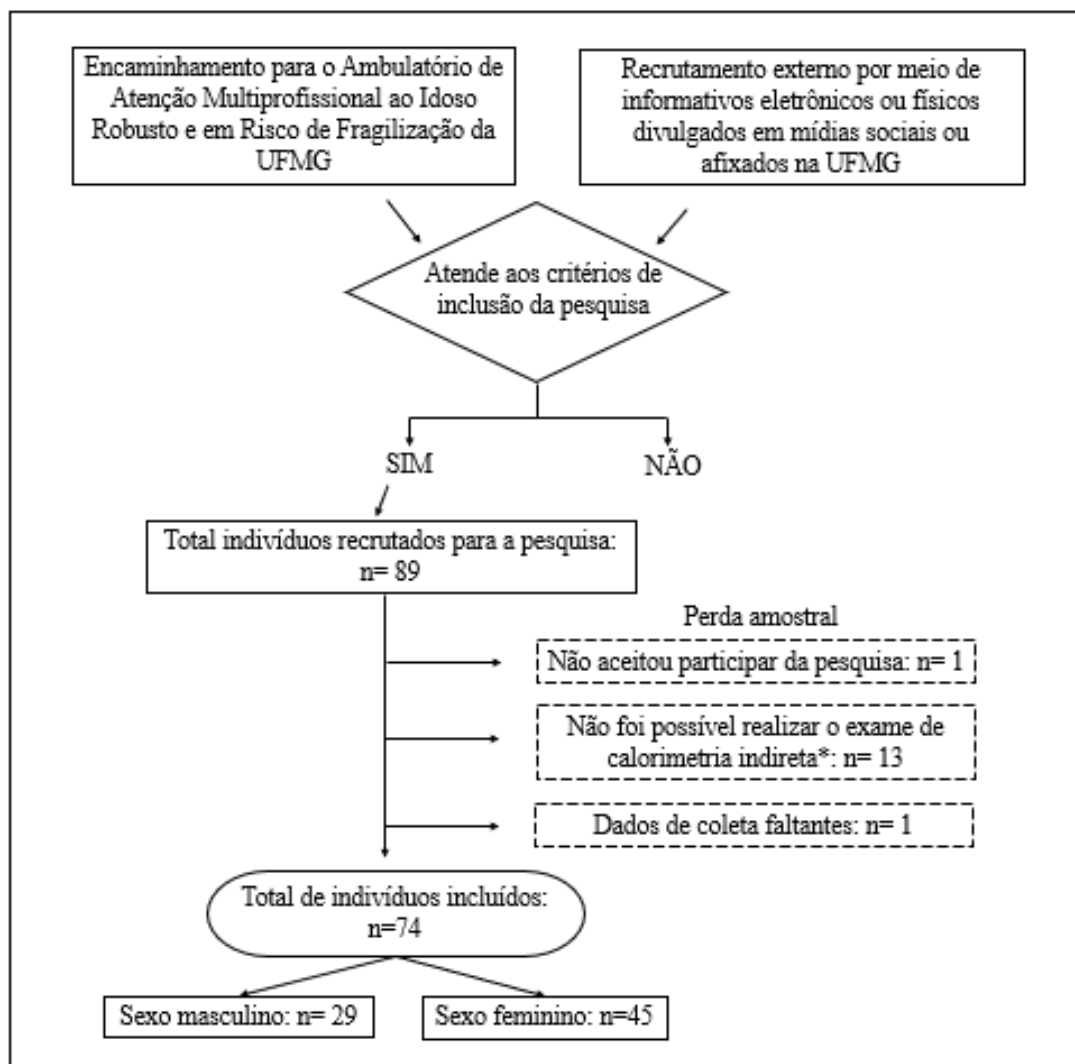 Encaminhamento para o Ambulatório de
Atenção Multiprofissional ao Idoso
Robusto e em Risco de Fragilização da
UFMG
Recrutamento externo por meio de
informativos eletrônicos ou físicos
divulgados em mídias sociais ou
afixados na UFMG
Atende aos critérios de
inclusão da pesquisa
SIM
NÃO
Total indivíduos recrutados para a pesquisa:
n= 89
Perda amostral
Não aceitou participar da pesquisa: n= 1
Não foi possível realizar o exame de
calorimetria indireta*: n= 13
Dados de coleta faltantes: n= 1
Total de indivíduos incluídos:
n=74
Sexo masculino: n= 29
Sexo feminino: n=45